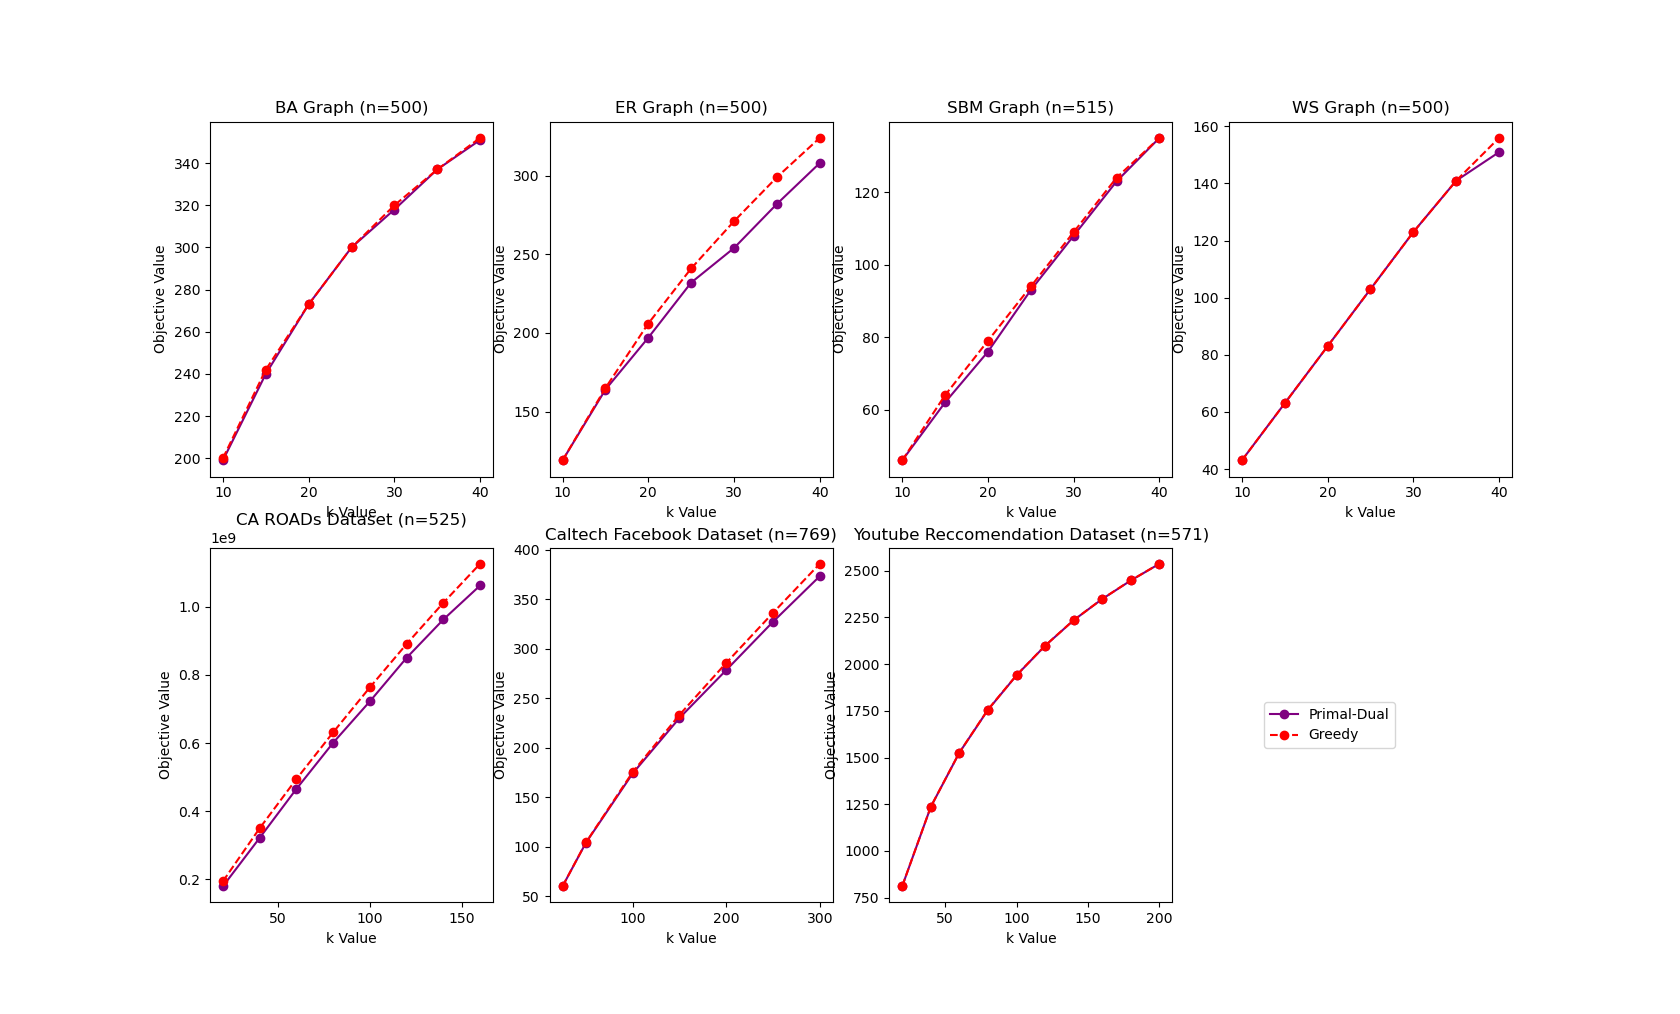 BA Graph (n=500)
Objective Value
340
320
300
280
260
240
220
200
10 20 30 40
k Value
ER Graph (n=500)
Objective Value
300
250
200
150
10 20 30 40
k Value
SBM Graph (n=515)
Objective Value
120
100
80
60
10 20 30 40
k Value
WS Graph (n=500)
Objective Value
160
140
120
100
80
60
40
10 20 30 40
k Value
CA ROADs Dataset (n=525)
1e9
Objective Value
1.0
0.8
0.6
0.4
0.2
50 100 150
k Value
Caltech Facebook Dataset (n=769)
Objective Value
400
350
300
250
200
150
100
50
100 200 300
k Value
Youtube Reccomendation Dataset (n=571)
Objective Value
2500
2250
2000
1750
1500
1250
1000
750
50 100 150 200
k Value
Primal-Dual
Greedy